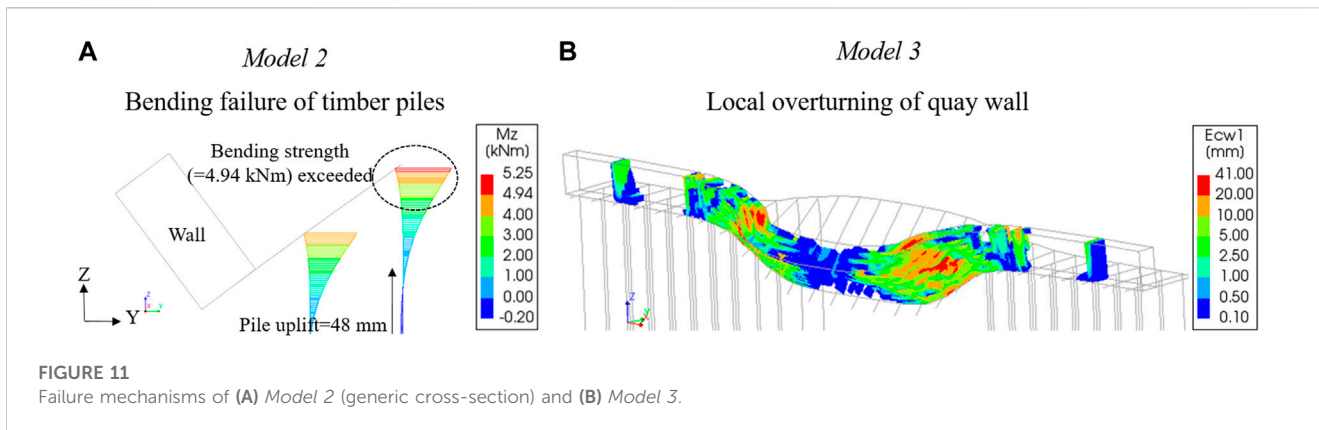 A
Model 2
Bending failure of timber piles
Bending strength
(=4.94 kNm) exceeded
Wall
Z
Y
Pile uplift=48 mm
Mz
(kNm)
5.25
4.94
4.00
3.00
2.00
1.00
0.00
-0.20
B
Model 3
Local overturning of quay wall
Ecw1
(mm)
41.00
20.00
10.00
5.00
2.50
1.00
0.50
0.10
FIGURE 11
Failure mechanisms of (A) Model 2 (generic cross-section) and (B) Model 3.